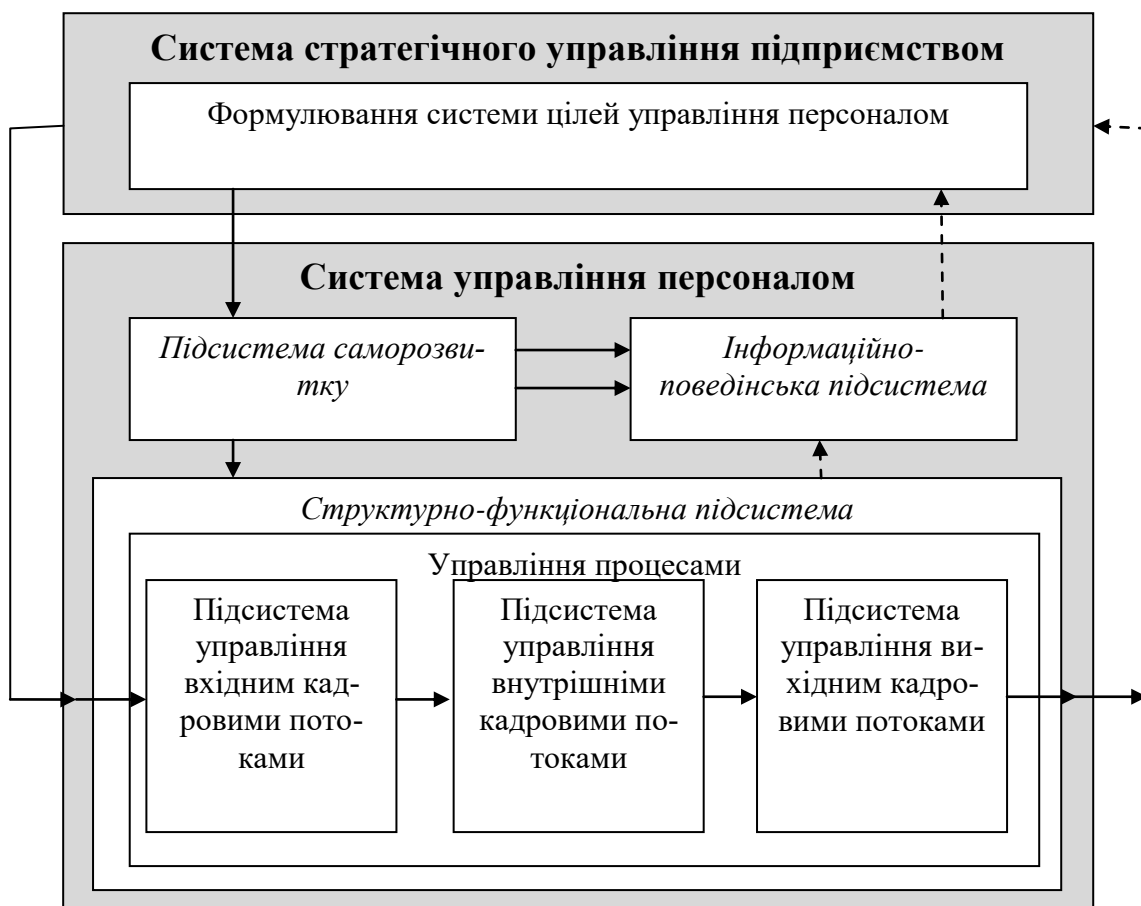 Система стратегічного управління підприємством
Формулювання системи цілей управління персоналом
Система управління персоналом
Підсистема саморозви-
тку
Інформаційно-
поведінська підсистема
Структурно-функціональна підсистема
Управління процесами
Підсистема
управління
вхідним кад-
ровими пото-
ками
Підсистема
управління
внутрішніми
кадровими по-
токами
Підсистема
управління ви-
хідним кадро-
вими потоками